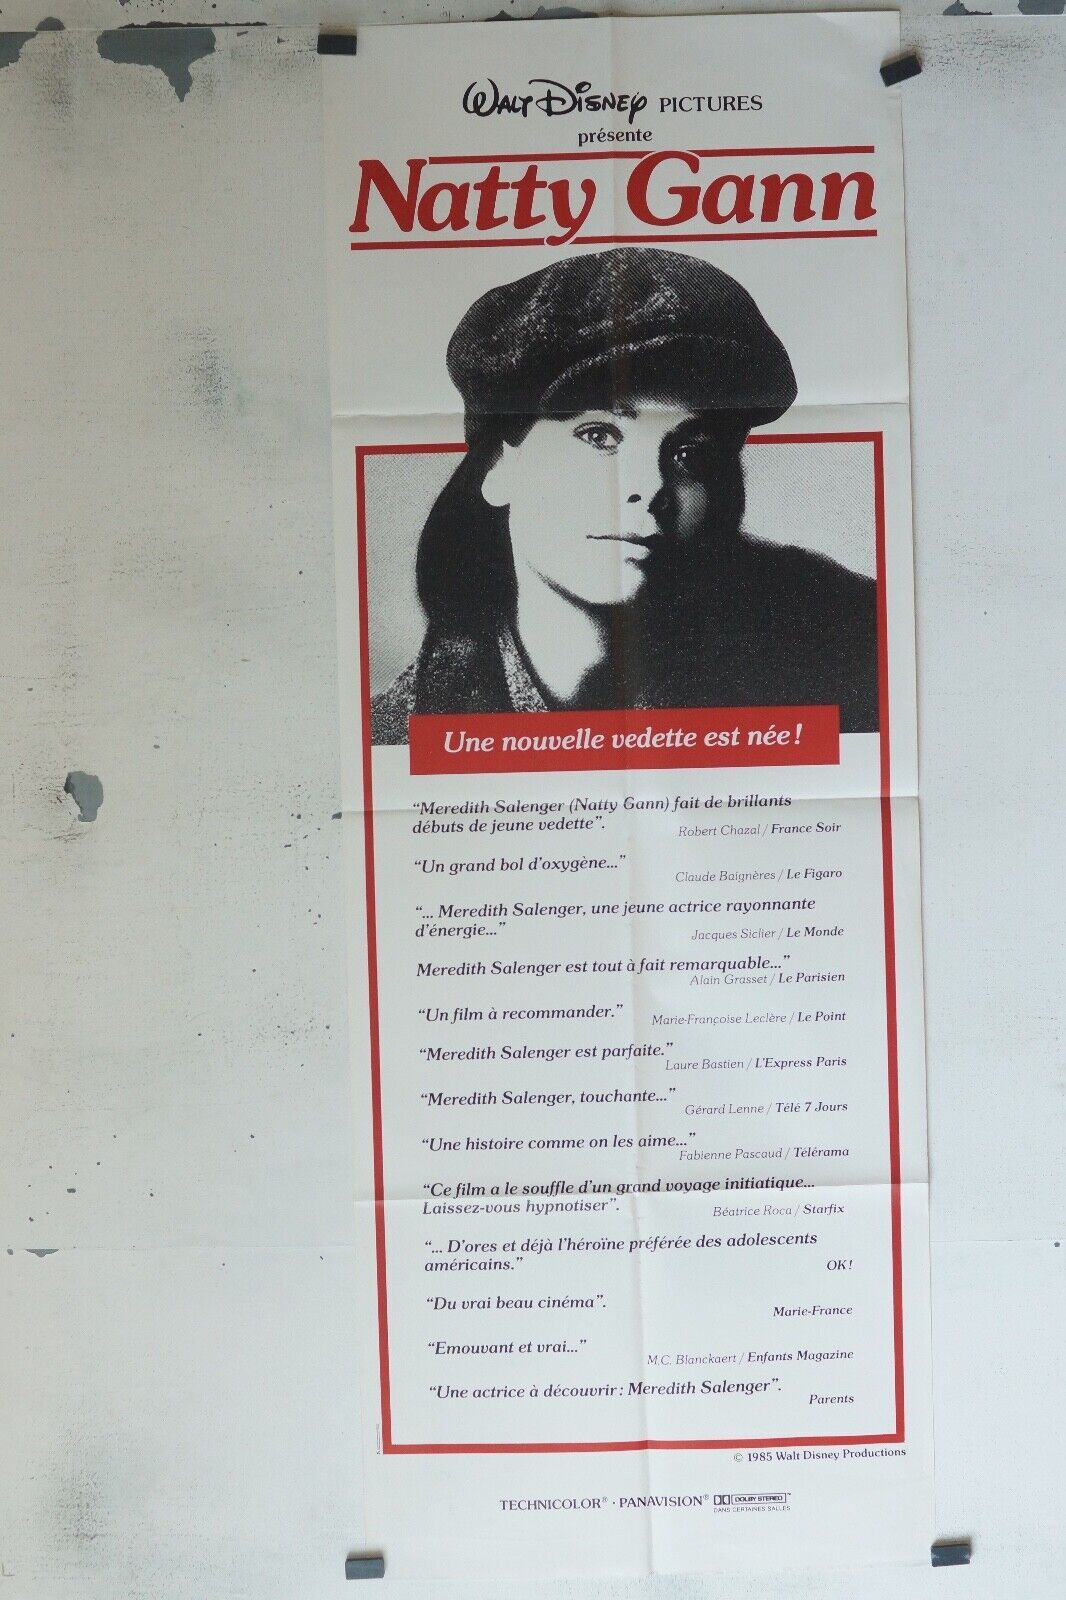 WALT DISNEY PICTURES
présente
Natty Gann
Une nouvelle vedette est née!
“Meredith Salenger (Natty Gann) fait de brillants
débuts de jeune vedette”.
Robert Chazal / France Soir
“Un grand bol d'oxygène...”
Claude Baignères / Le Figaro
“... Meredith Salenger, une jeune actrice rayonnante
d'énergie...”
Jacques Siclier / Le Monde
Meredith Salenger est tout à fait remarquable...”
Alain Grasset / Le Parisien
“Un film à recommander.”
Marie-Françoise Leclère / Le Point
“Meredith Salenger est parfaite.”
Laure Bastien / L'Express Paris
“Meredith Salenger, touchante...”
Gérard Lenne / Télé 7 Jours
“Une histoire comme on les aime...”
Fabienne Pascaud / Télérama
“Ce film a le souffle d'un grand voyage initiatique...
Laissez-vous hypnotiser”.
Béatrice Roca / Starfix
“... D'ores et déjà l'héroïne préférée des adolescents
américains.”
OK!
“Du vrai beau cinéma”.
Marie-France
“Emouvant et vrai...”
M.C. Blanckaert / Enfants Magazine
“Une actrice à découvrir : Meredith Salenger”.
Parents
© 1985 Walt Disney Productions
TECHNICOLOR® · PANAVISION® DOLBY STEREO™
DANS CERTAINES SALLES